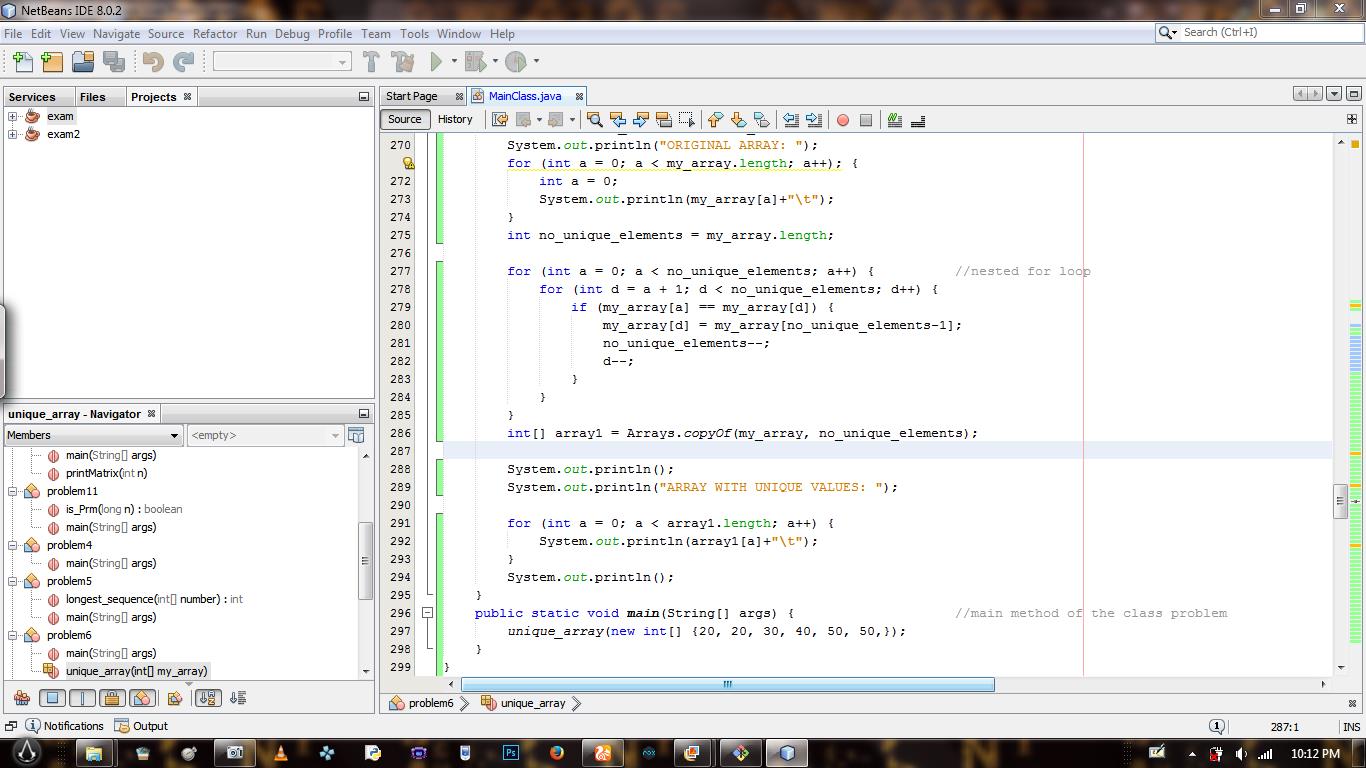 NetBeans IDE 8.0.2
File Edit View Navigate Source Refactor Run Debug Profile Team Tools Window Help
Search (Ctrl+I)
Services Files Projects
exam
exam2
unique_array - Navigator
Members <empty>
main(String[] args)
printMatrix(int n)
problem11
is_Prm(long n) : boolean
main(String[] args)
problem4
main(String[] args)
problem5
longest_sequence(int[] number) : int
main(String[] args)
problem6
main(String[] args)
unique_array(int[] my_array)
Start Page MainClass.java
Source History
270 System.out.println("ORIGINAL ARRAY: ");
for (int a = 0; a < my_array.length; a++); {
272 int a = 0;
273 System.out.println(my_array[a]+"\t");
274 }
275 int no_unique_elements = my_array.length;
276
277 for (int a = 0; a < no_unique_elements; a++) { //nested for loop
278 for (int d = a + 1; d < no_unique_elements; d++) {
279 if (my_array[a] == my_array[d]) {
280 my_array[d] = my_array[no_unique_elements-1];
281 no_unique_elements--;
282 d--;
283 }
284 }
285 }
286 int[] array1 = Arrays.copyOf(my_array, no_unique_elements);
287
288 System.out.println();
289 System.out.println("ARRAY WITH UNIQUE VALUES: ");
290
291 for (int a = 0; a < array1.length; a++) {
292 System.out.println(array1[a]+"\t");
293 }
294 System.out.println();
295 }
296 public static void main(String[] args) { //main method of the class problem
297 unique_array(new int[] {20, 20, 30, 40, 50, 50,});
298 }
299 }
problem6 unique_array
Notifications Output
1 287:1 INS
Ps nox
10:12 PM